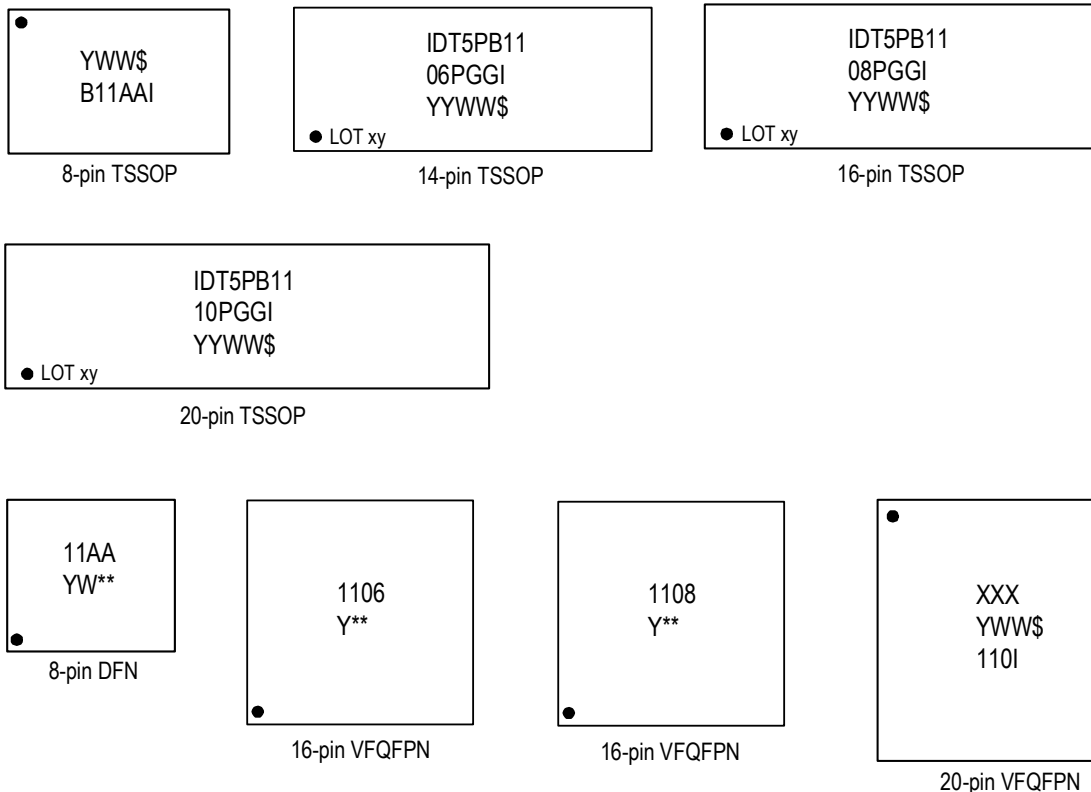 YWW$
B11AAI
8-pin TSSOP
IDT5PB11
06PGGI
YYWW$
LOT xy
14-pin TSSOP
IDT5PB11
08PGGI
YYWW$
LOT xy
16-pin TSSOP
IDT5PB11
10PGGI
YYWW$
LOT xy
20-pin TSSOP
11AA
YW**
8-pin DFN
1106
Y**
16-pin VFQFPN
1108
Y**
16-pin VFQFPN
XXX
YWW$
110I
20-pin VFQFPN